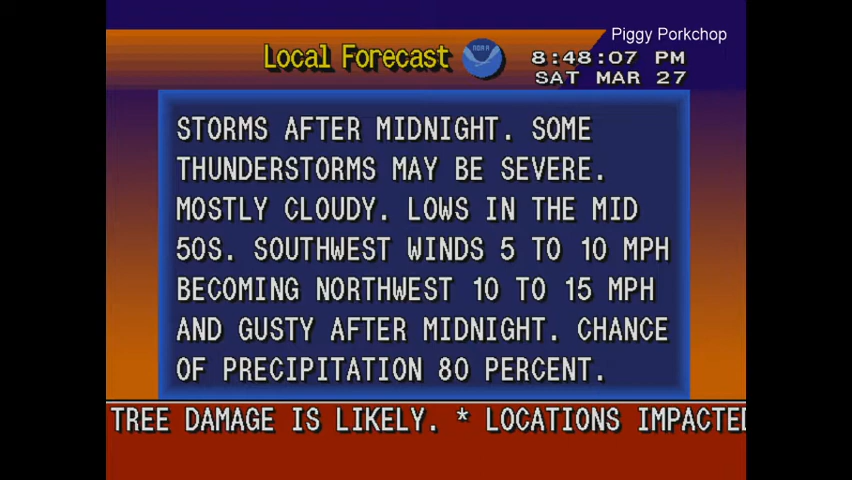 Piggy Porkchop
Local Forecast
NOAA
8:48:07 PM
SAT MAR 27
STORMS AFTER MIDNIGHT. SOME
THUNDERSTORMS MAY BE SEVERE.
MOSTLY CLOUDY. LOWS IN THE MID
50S. SOUTHWEST WINDS 5 TO 10 MPH
BECOMING NORTHWEST 10 TO 15 MPH
AND GUSTY AFTER MIDNIGHT. CHANCE
OF PRECIPITATION 80 PERCENT.
TREE DAMAGE IS LIKELY. * LOCATIONS IMPACTED